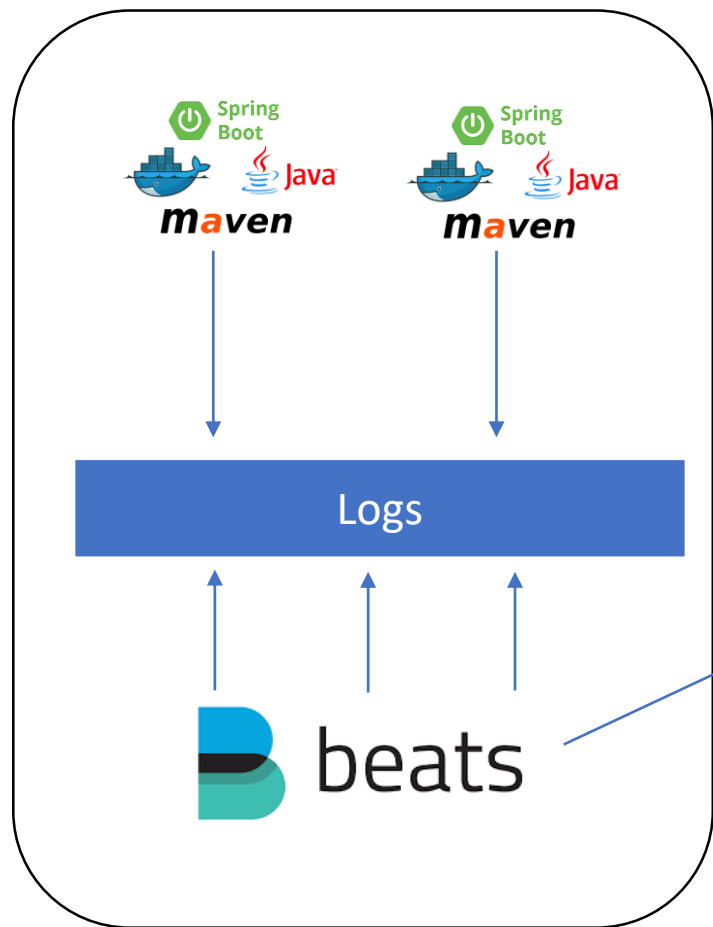 Spring
Boot
Java
maven
Spring
Boot
Java
maven
Logs
beats